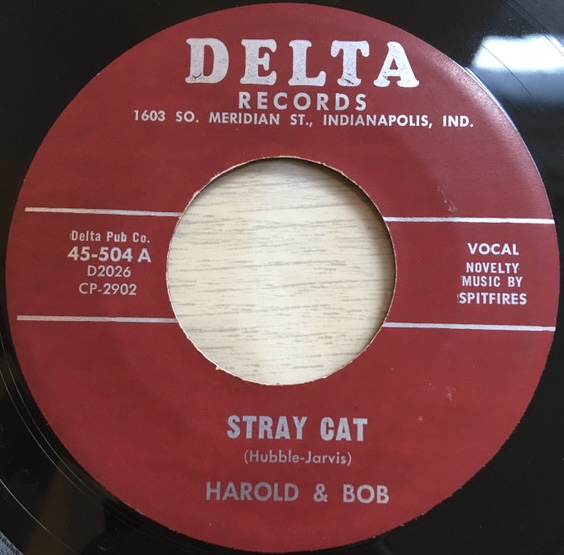 DELTA
RECORDS
1603 SO. MERIDIAN ST., INDIANAPOLIS, IND.
Delta Pub Co.
45-504 A
D2026
CP-2902
VOCAL
NOVELTY
MUSIC BY
SPITFIRES
STRAY CAT
(Hubble-Jarvis)
HAROLD & BOB